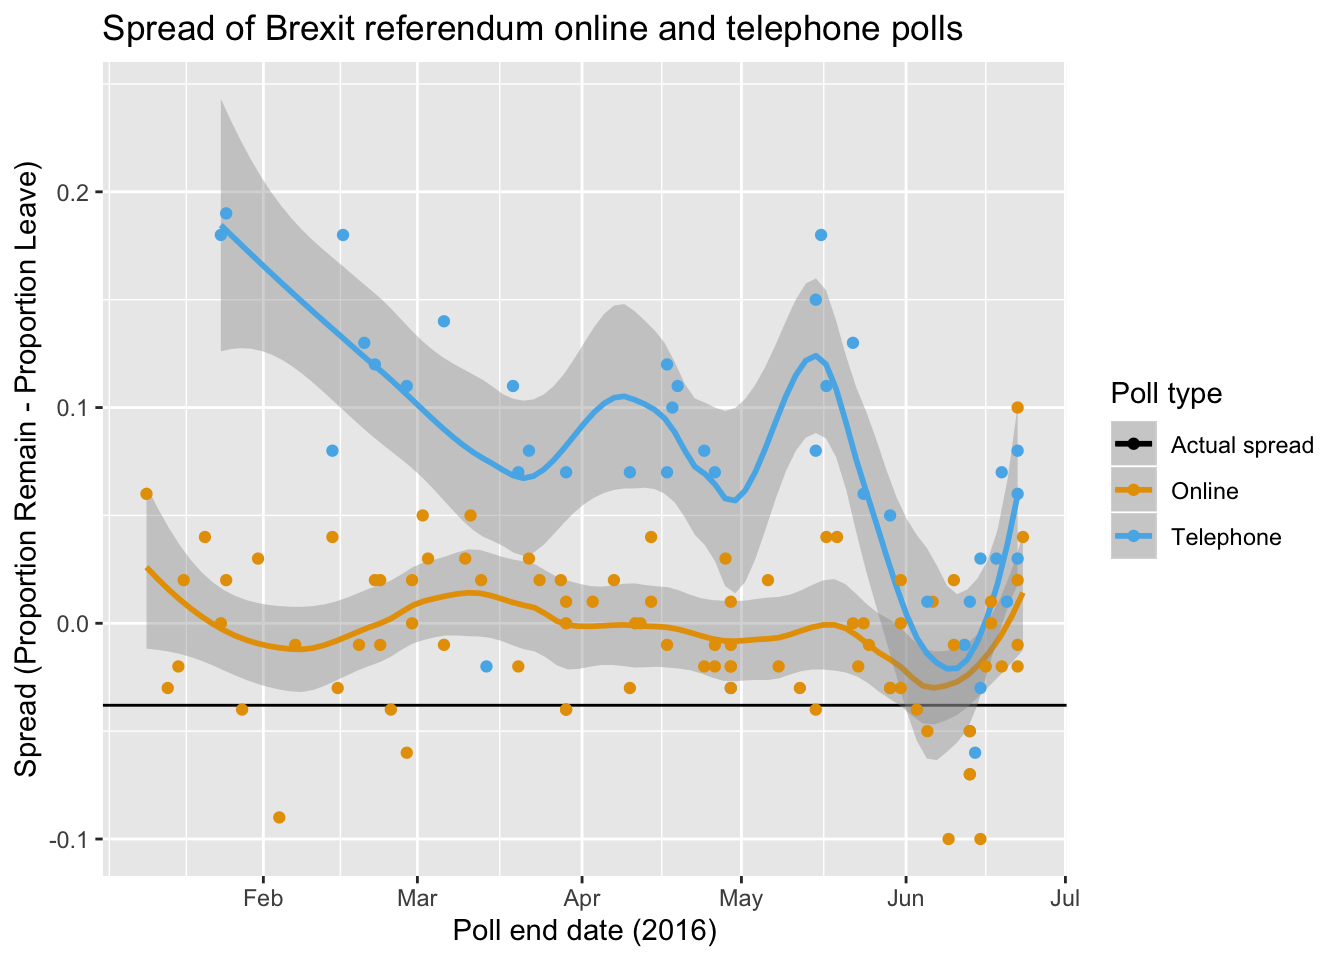 Spread of Brexit referendum online and telephone polls
Spread (Proportion Remain - Proportion Leave)
0.2
0.1
0.0
-0.1
Feb Mar Apr May Jun Jul
Poll end date (2016)
Poll type
Actual spread
Online
Telephone